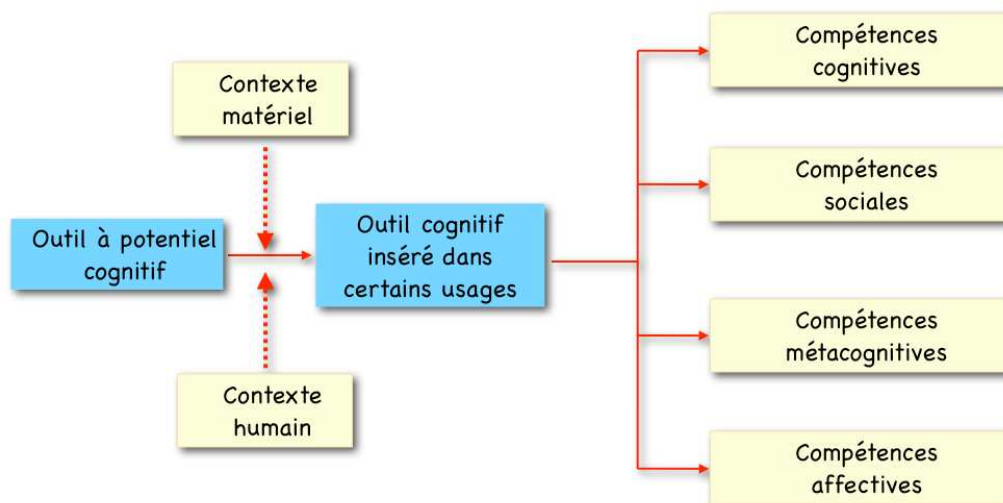 Contexte
matériel
Outil à potentiel
cognitif
Contexte
humain
Outil cognitif
inséré dans
certains usages
Compétences
cognitives
Compétences
sociales
Compétences
métacognitives
Compétences
affectives